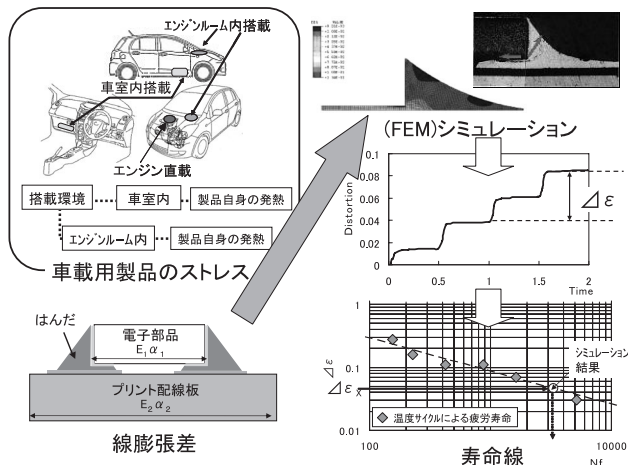 エンジンルーム内搭載
車室内搭載
エンジン直載
搭載環境
車室内
製品自身の発熱
エンジンルーム内
製品自身の発熱
車載用製品のストレス
はんだ
電子部品
E₁α₁
プリント配線板
E₂α₂
線膨張差
(FEM)シミュレーション
Distortion
0.1
0.08
0.06
0.04
0.02
0
0
0.5
1
1.5
2
Time
⊿ε
1
0.1
0.01
⊿ε
⊿εx
シミュレーション
結果
温度サイクルによる疲労寿命
100
10000
Nf
寿命線